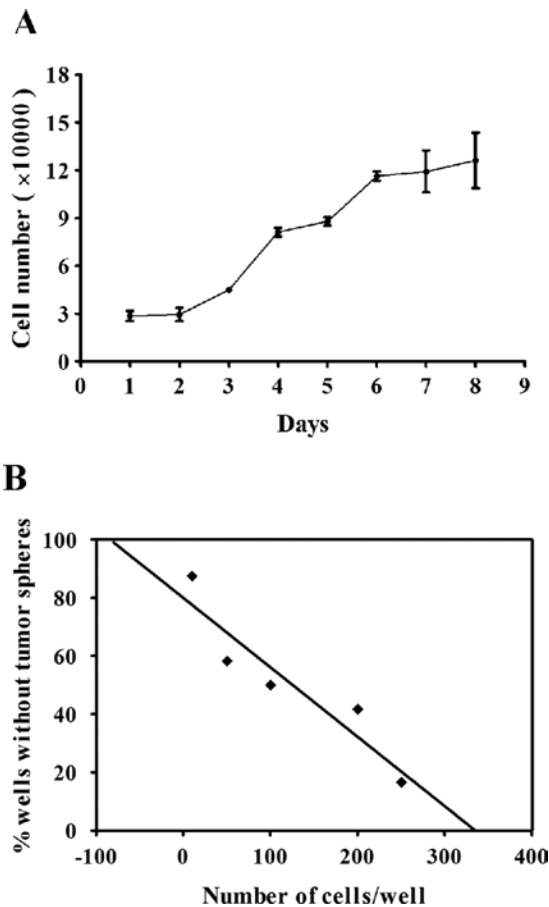 A
Cell number ( ×10000 )
18
15
12
9
6
3
0
0 1 2 3 4 5 6 7 8 9
Days
B
% wells without tumor spheres
100
80
60
40
20
0
-100 0 100 200 300 400
Number of cells/well